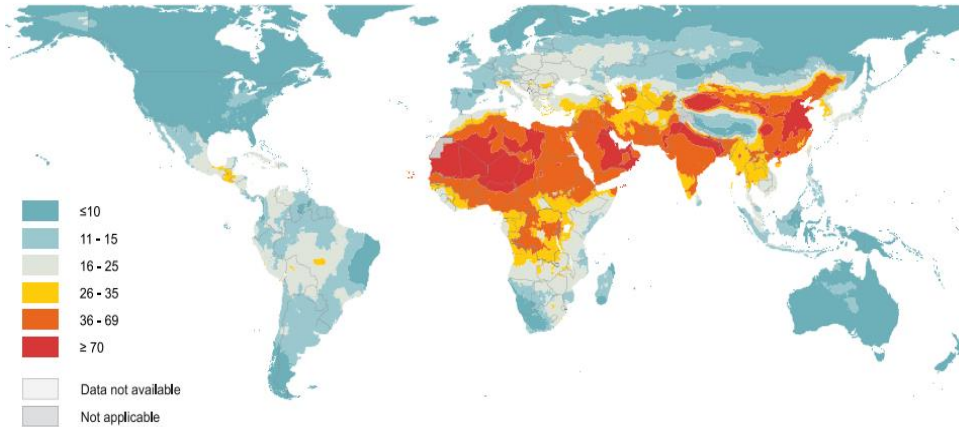 ≤10
11 - 15
16 - 25
26 - 35
36 - 69
≥ 70
Data not available
Not applicable